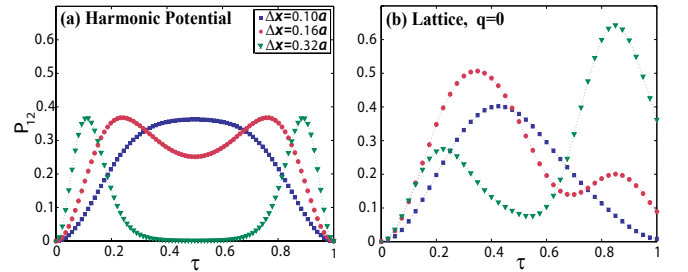 (a) Harmonic Potential
Δx=0.10a
Δx=0.16a
Δx=0.32a
P12
0.6
0.5
0.4
0.3
0.2
0.1
0
0 0.2 0.4 0.6 0.8 1
τ
(b) Lattice, q=0
0.6
0.5
0.4
0.3
0.2
0.1
0
0 0.2 0.4 0.6 0.8 1
τ